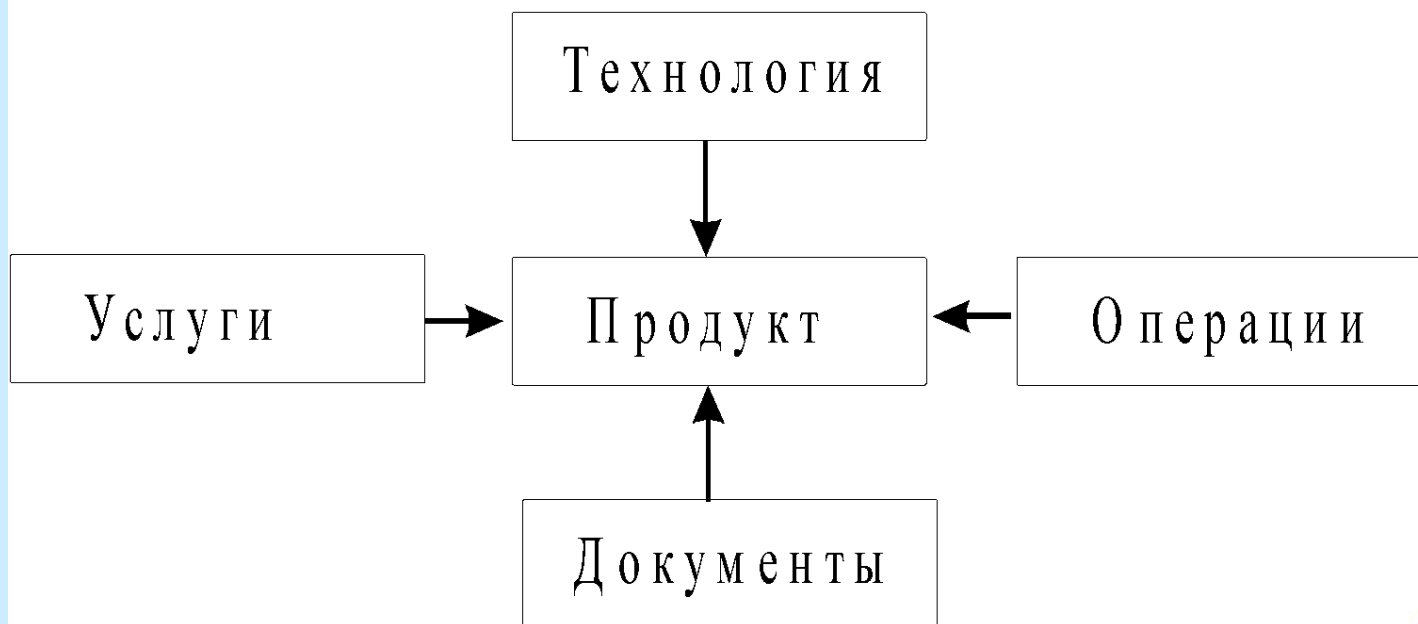 Технология
Услуги
Продукт
Операции
Документы